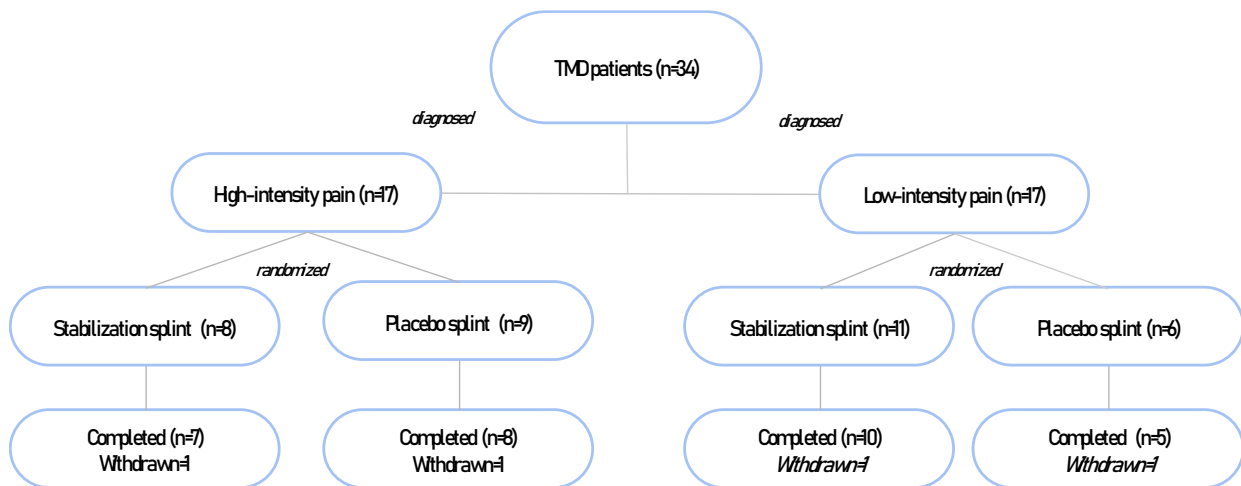 TMD patients (n=34)
diagnosed
diagnosed
High-intensity pain (n=17)
Low-intensity pain (n=17)
randomized
randomized
Stabilization splint (n=8)
Placebo splint (n=9)
Stabilization splint (n=11)
Placebo splint (n=6)
Completed (n=7)
Withdrawn=1
Completed (n=8)
Withdrawn=1
Completed (n=10)
Withdrawn=1
Completed (n=5)
Withdrawn=1